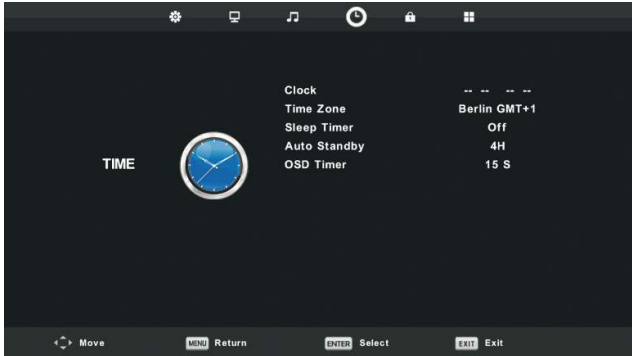 Clock -- -- -- --
Time Zone Berlin GMT+1
Sleep Timer Off
Auto Standby 4H
TIME
OSD Timer 15 S
Move MENU Return ENTER Select EXIT Exit